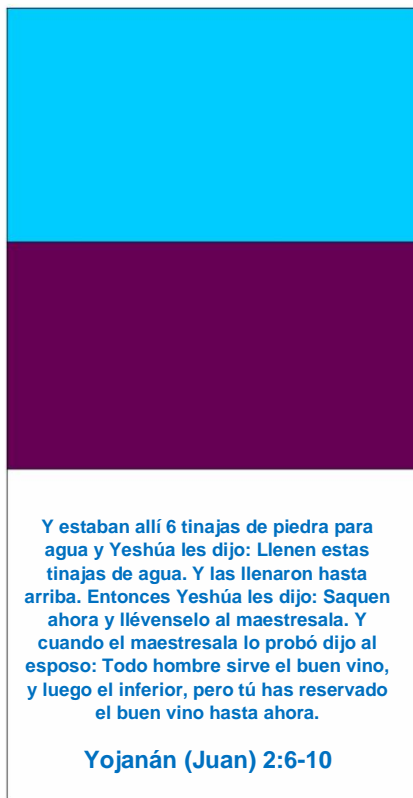 Y estaban allí 6 tinajas de piedra para
agua y Yeshúa les dijo: Llenen estas
tinajas de agua. Y las llenaron hasta
arriba. Entonces Yeshúa les dijo: Saquen
ahora y llévenselo al maestresala. Y
cuando el maestresala lo probó dijo al
esposo: Todo hombre sirve el buen vino,
y luego el inferior, pero tú has reservado
el buen vino hasta ahora.
Yojanán (Juan) 2:6-10